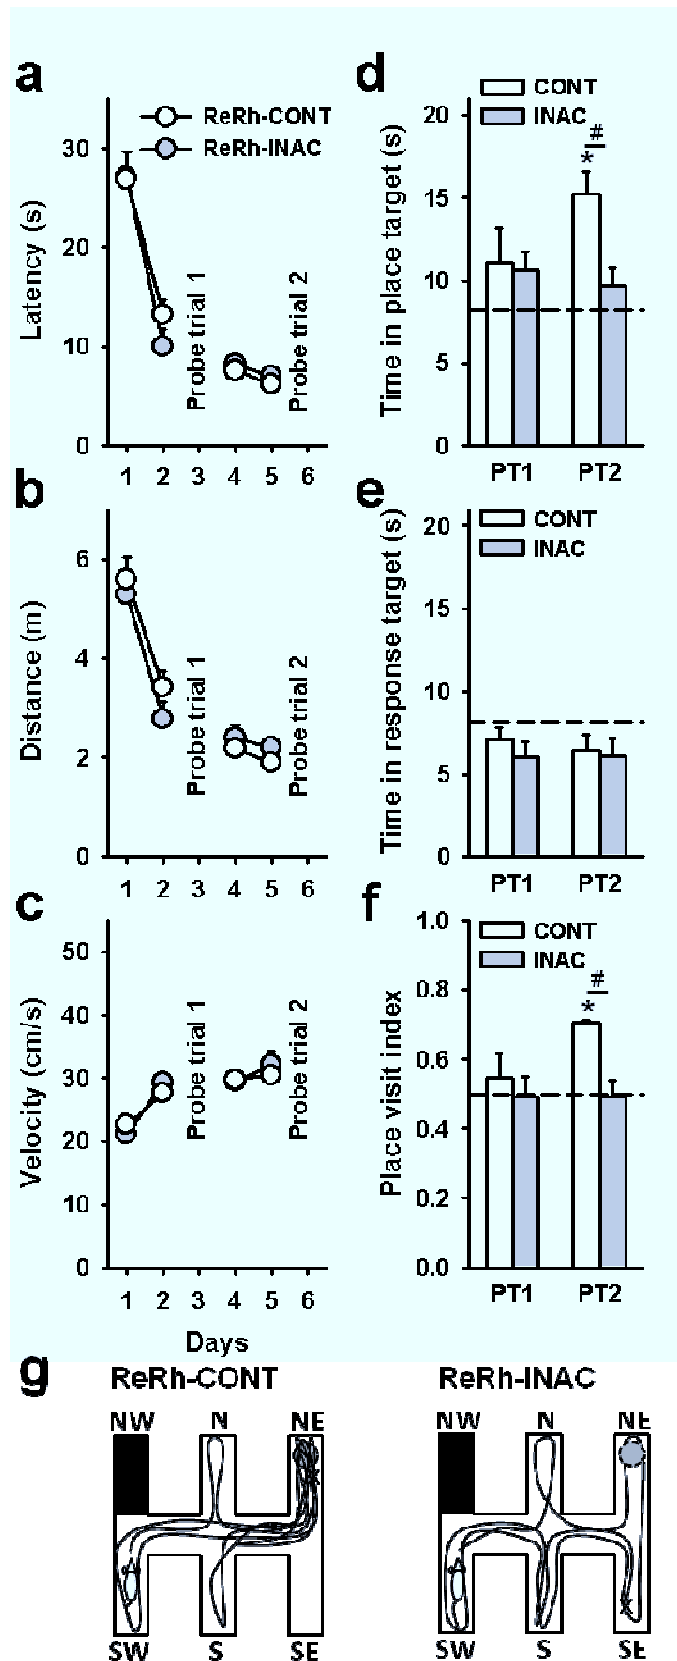 a
ReRh-CONT
ReRh-INAC
Latency (s)
30
20
10
0
Probe trial 1
Probe trial 2
1 2 3 4 5 6
b
Distance (m)
6
4
2
0
Probe trial 1
Probe trial 2
1 2 3 4 5 6
c
Velocity (cm/s)
50
40
30
20
10
0
Probe trial 1
Probe trial 2
1 2 3 4 5 6
Days
d
CONT
INAC
Time in place target (s)
20
15
10
5
0
#
*
PT1 PT2
e
CONT
INAC
Time in response target (s)
20
15
10
5
0
PT1 PT2
f
CONT
INAC
Place visit index
1.0
0.8
0.6
0.4
0.2
0.0
#
*
PT1 PT2
g
ReRh-CONT ReRh-INAC
NW N NE NW N NE
SW S SE SW S SE